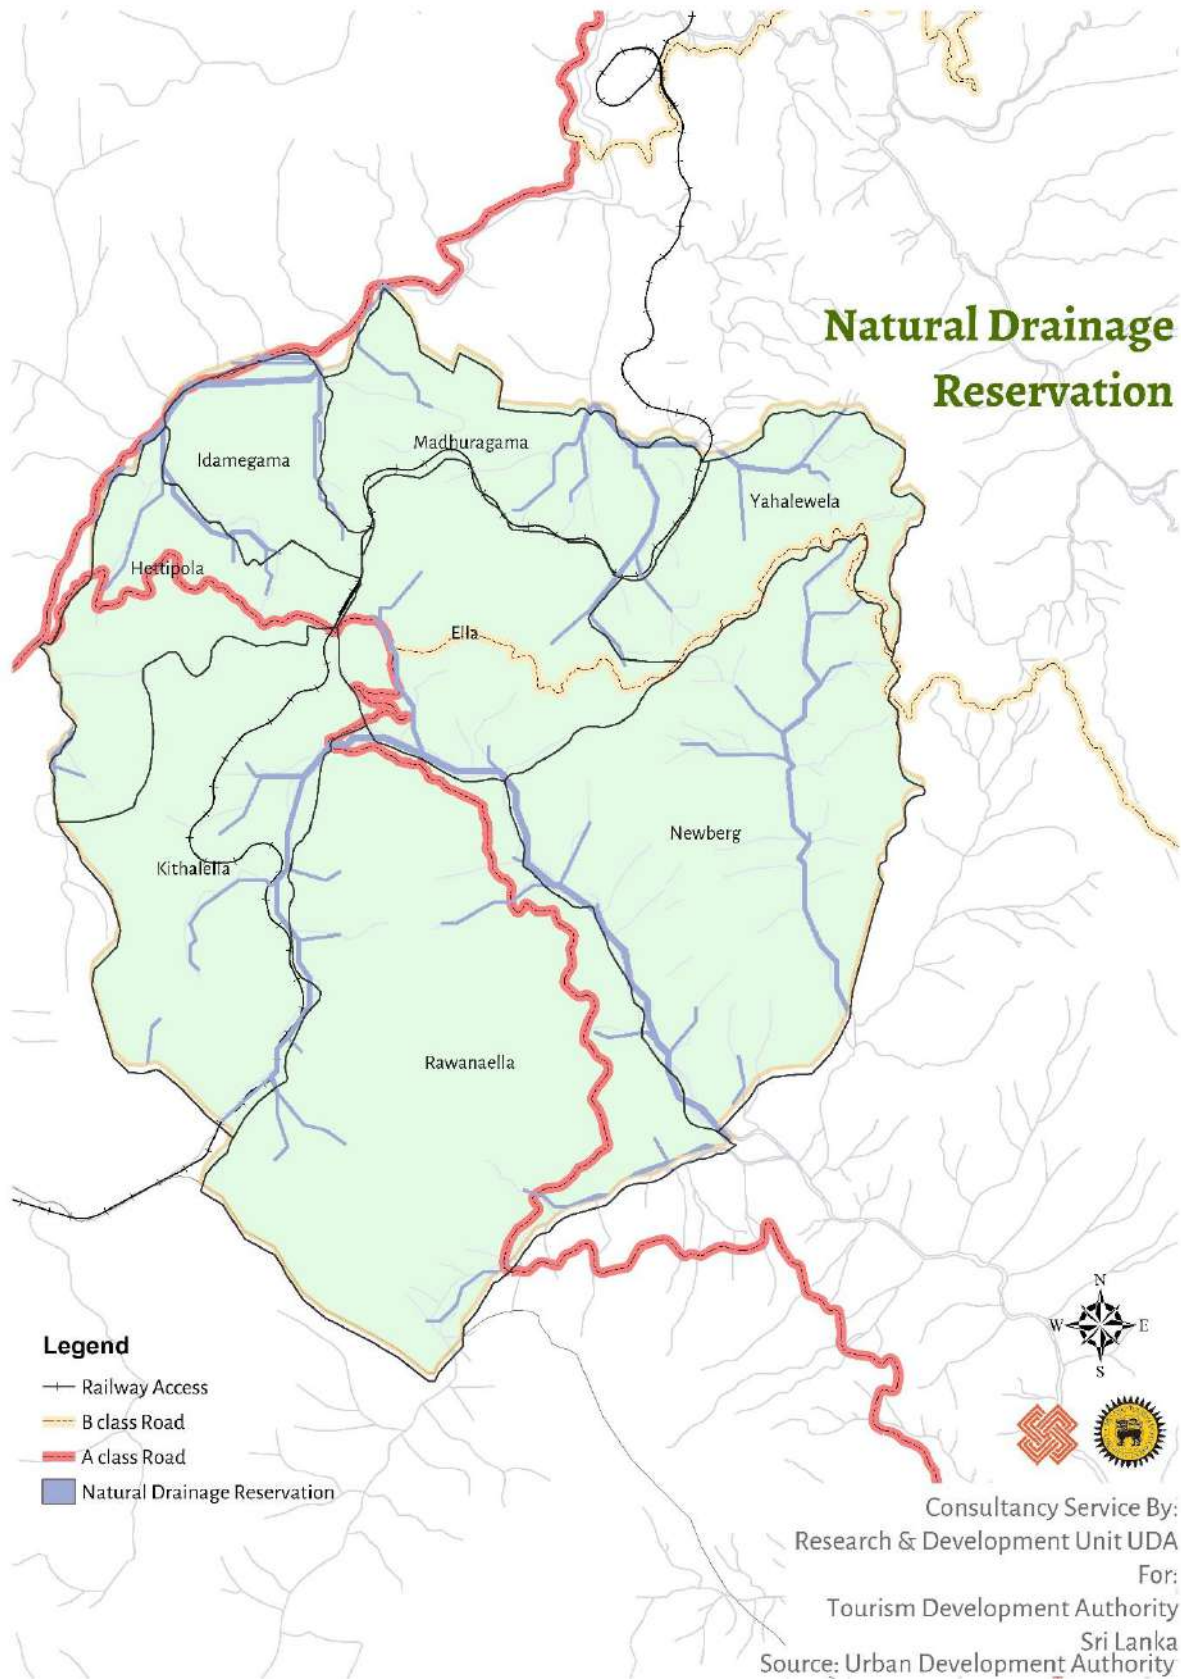 Natural Drainage
Reservation
Madhuragama
Idamegama
Yahalewela
Hettipola
Ella
Newberg
Kithalella
Rawanaella
N
W
E
S
Legend
Railway Access
B class Road
A class Road
Natural Drainage Reservation
Consultancy Service By:
Research & Development Unit UDA
For:
Tourism Development Authority
Sri Lanka
Source: Urban Development Authority